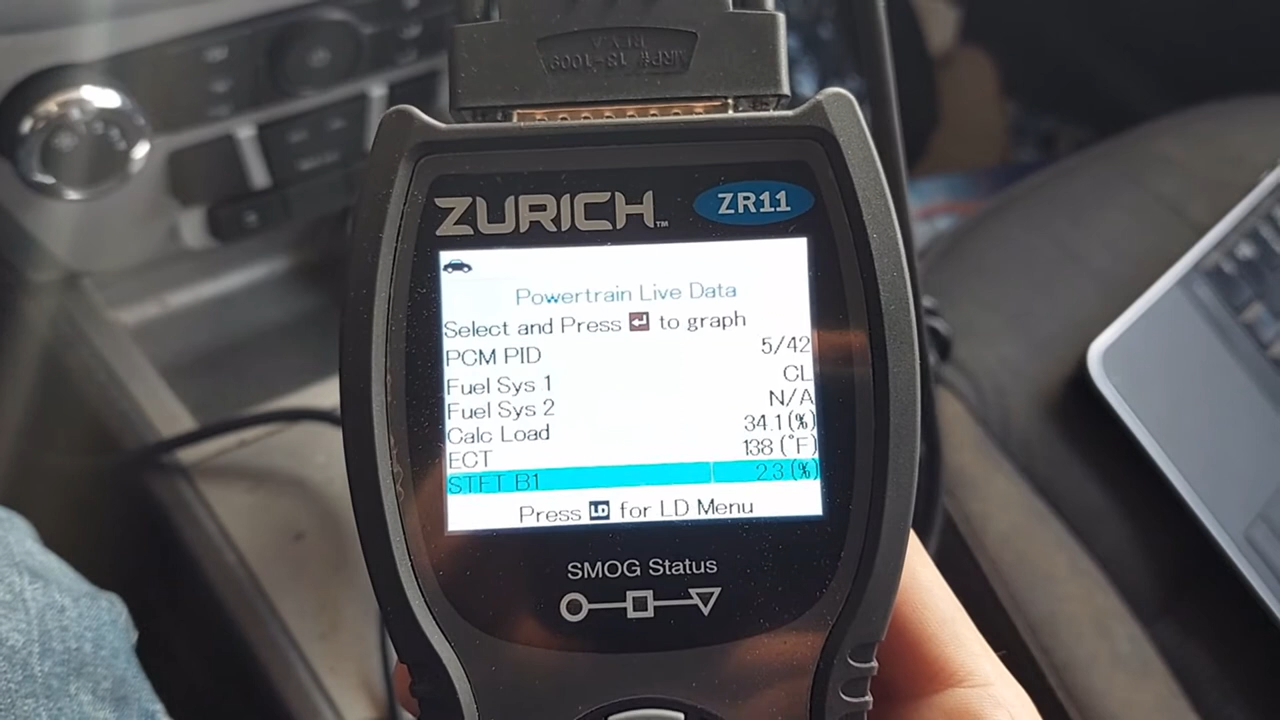 ZURICH™ ZR11
Powertrain Live Data
Select and Press to graph
PCM PID 5/42
Fuel Sys 1 CL
Fuel Sys 2 N/A
Calc Load 34.1(%)
ECT 138 (°F)
STFT B1 2.3 (%)
Press LD for LD Menu
SMOG Status